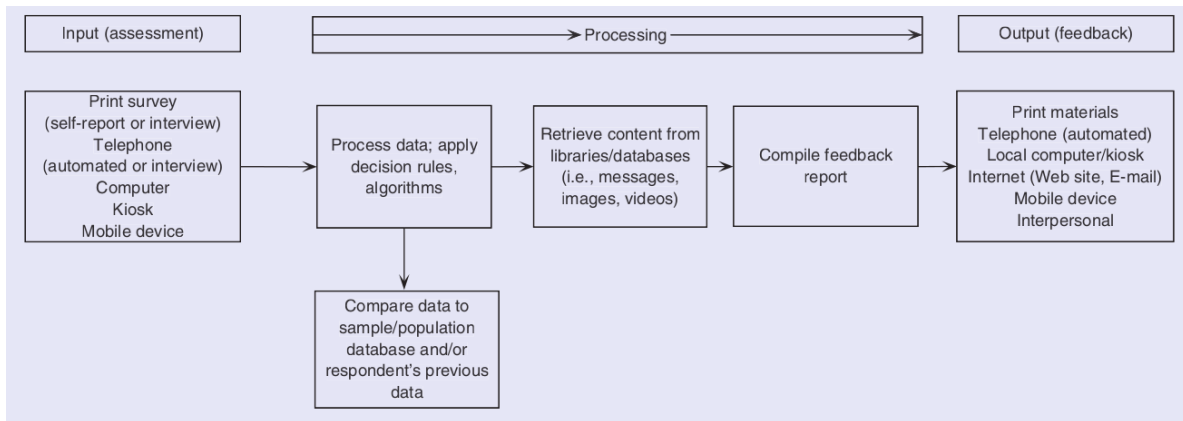 Input (assessment)
Processing
Output (feedback)
Print survey
(self-report or interview)
Telephone
(automated or interview)
Computer
Kiosk
Mobile device
Process data; apply
decision rules,
algorithms
Retrieve content from
libraries/databases
(i.e., messages,
images, videos)
Compile feedback
report
Print materials
Telephone (automated)
Local computer/kiosk
Internet (Web site, E-mail)
Mobile device
Interpersonal
Compare data to
sample/population
database and/or
respondent's previous
data